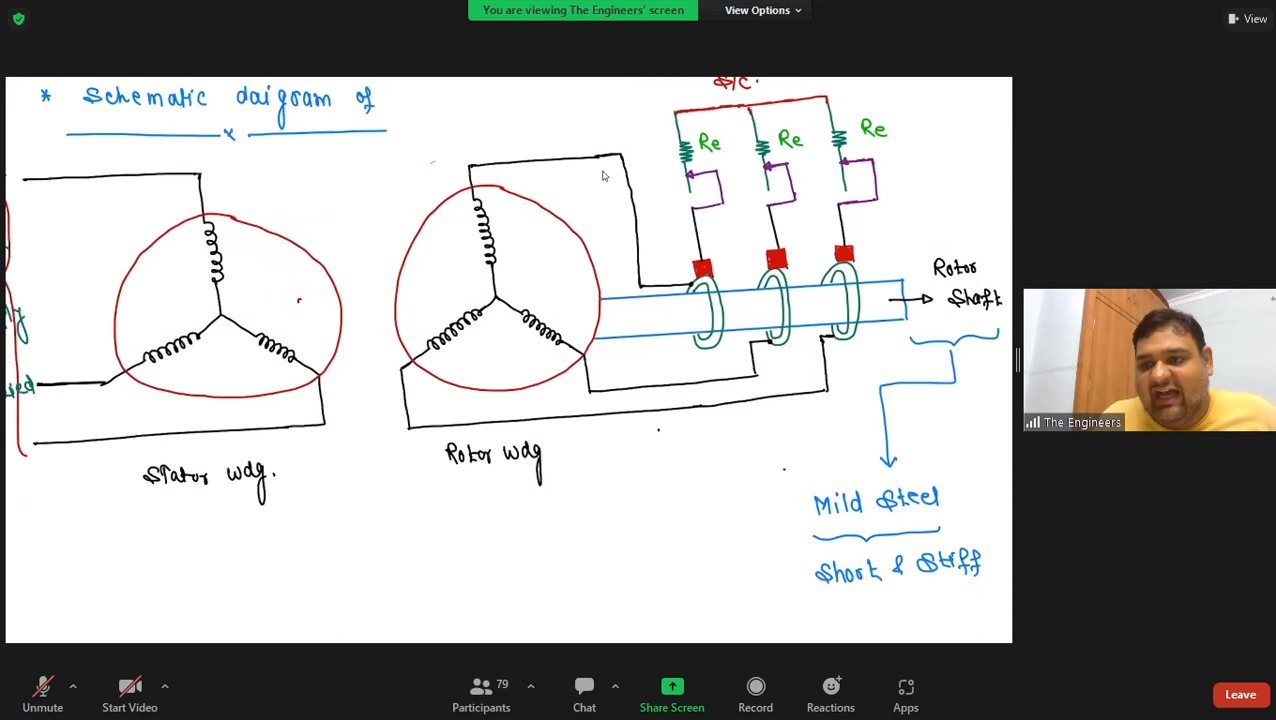 You are viewing The Engineers' screen
View Options
View
* Schematic daigram of
S/C.
Re
Re
Re
Rotor
Shaft
Stator wdg.
Rotor wdg
Mild Steel
Short & Stiff
The Engineers
Unmute
Start Video
79
Participants
Chat
Share Screen
Record
Reactions
Apps
Leave